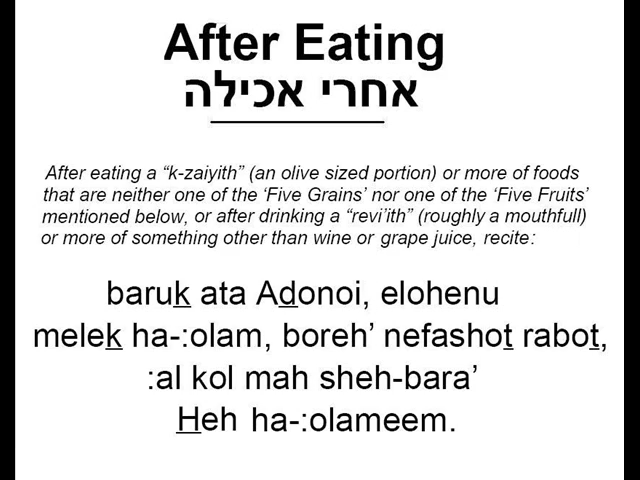 After Eating
אחרי אכילה
After eating a “k-zaiyith” (an olive sized portion) or more of foods
that are neither one of the ‘Five Grains’ nor one of the ‘Five Fruits’
mentioned below, or after drinking a “revi’ith” (roughly a mouthfull)
or more of something other than wine or grape juice, recite:
baruk ata Adonoi, elohenu
melek ha-:olam, boreh’ nefashot rabot,
:al kol mah sheh-bara’
Heh ha-:olameem.